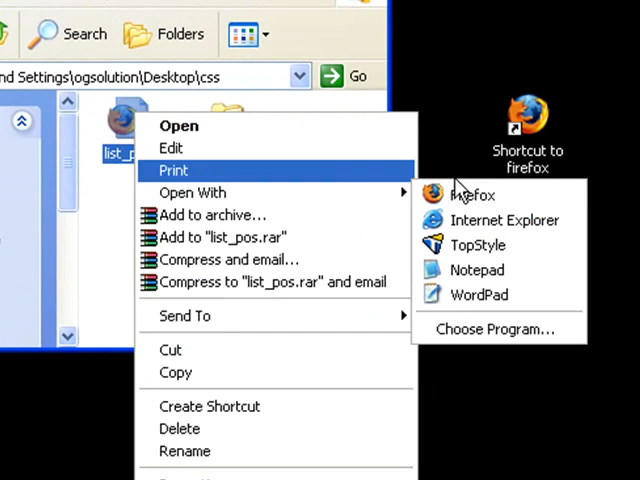 Search
Folders
nd Settings\ogsolution\Desktop\css
Go
Shortcut to
firefox
Open
Edit
Print
Open With
Add to archive...
Add to "list_pos.rar"
Compress and email...
Compress to "list_pos.rar" and email
Send To
Cut
Copy
Create Shortcut
Delete
Rename
Firefox
Internet Explorer
TopStyle
Notepad
WordPad
Choose Program...